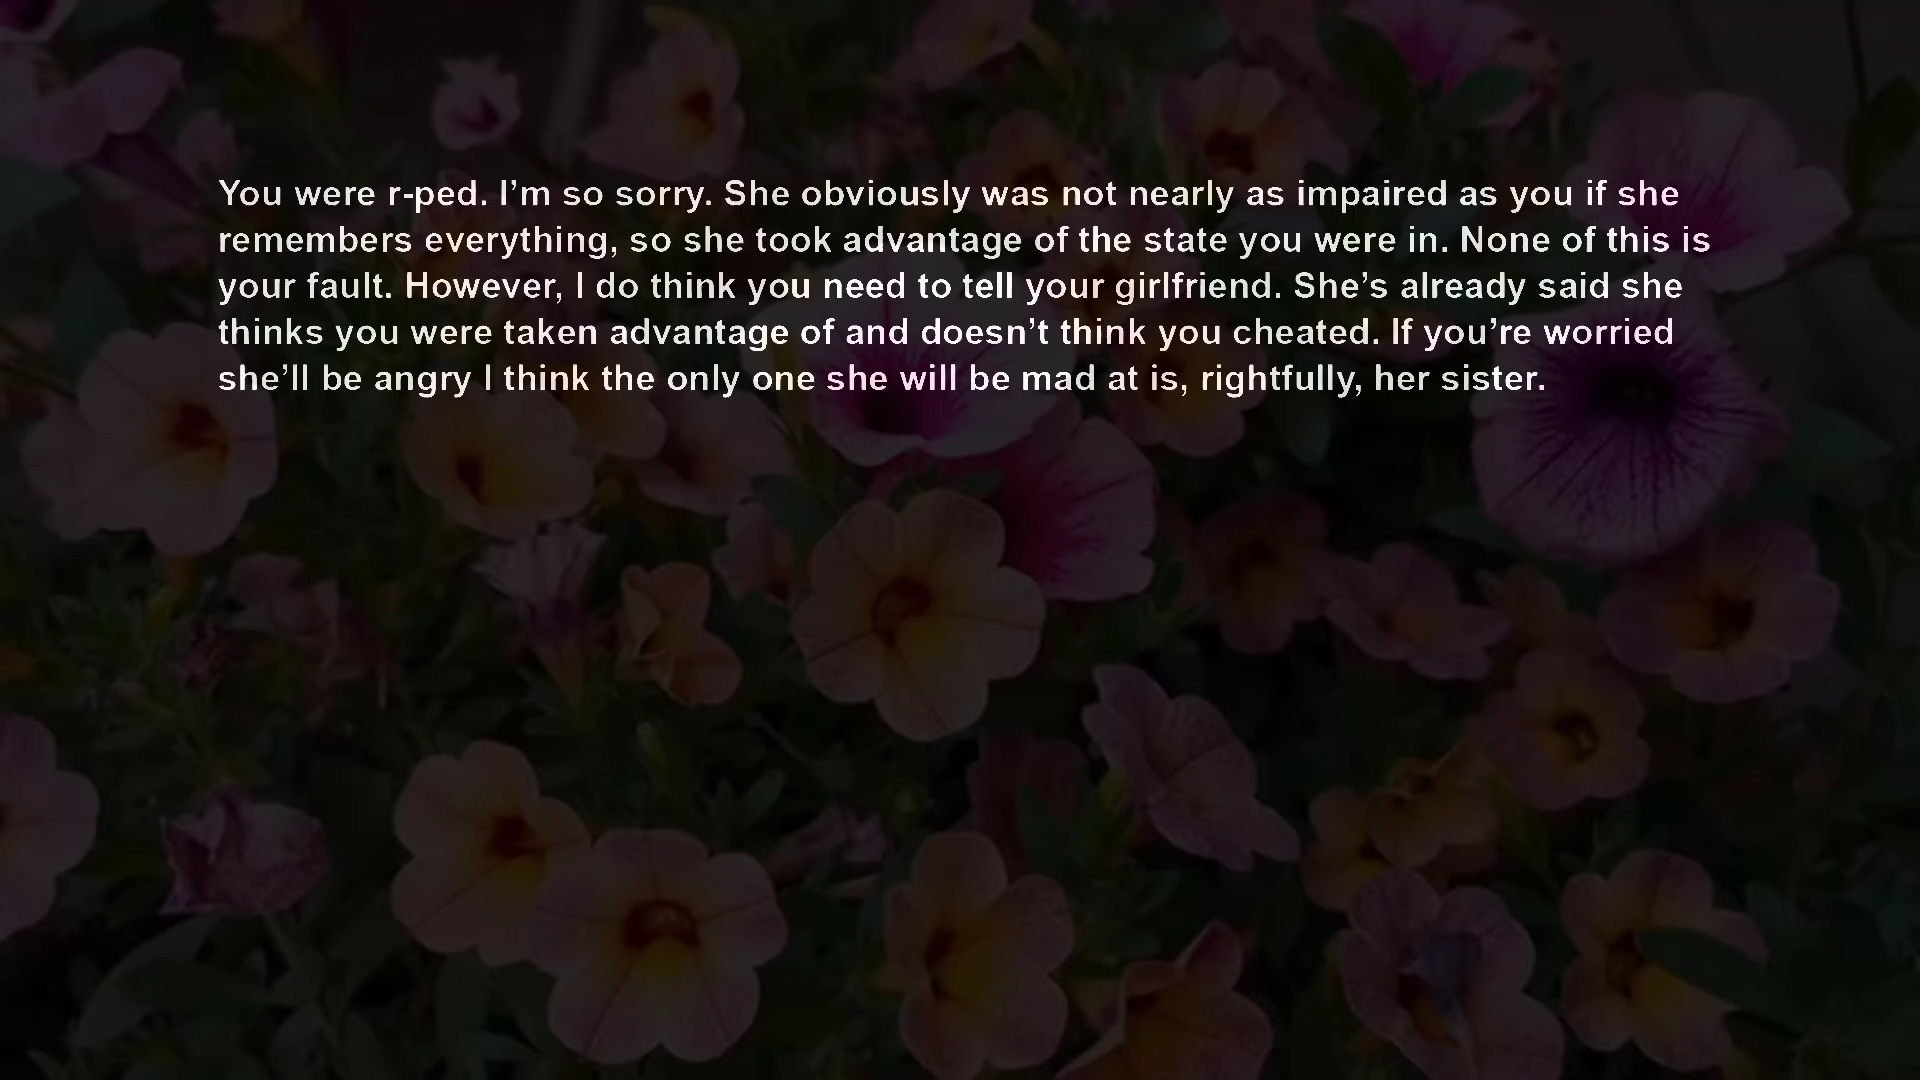 You were r-ped. I’m so sorry. She obviously was not nearly as impaired as you if she
remembers everything, so she took advantage of the state you were in. None of this is
your fault. However, I do think you need to tell your girlfriend. She’s already said she
thinks you were taken advantage of and doesn’t think you cheated. If you’re worried
she’ll be angry I think the only one she will be mad at is, rightfully, her sister.